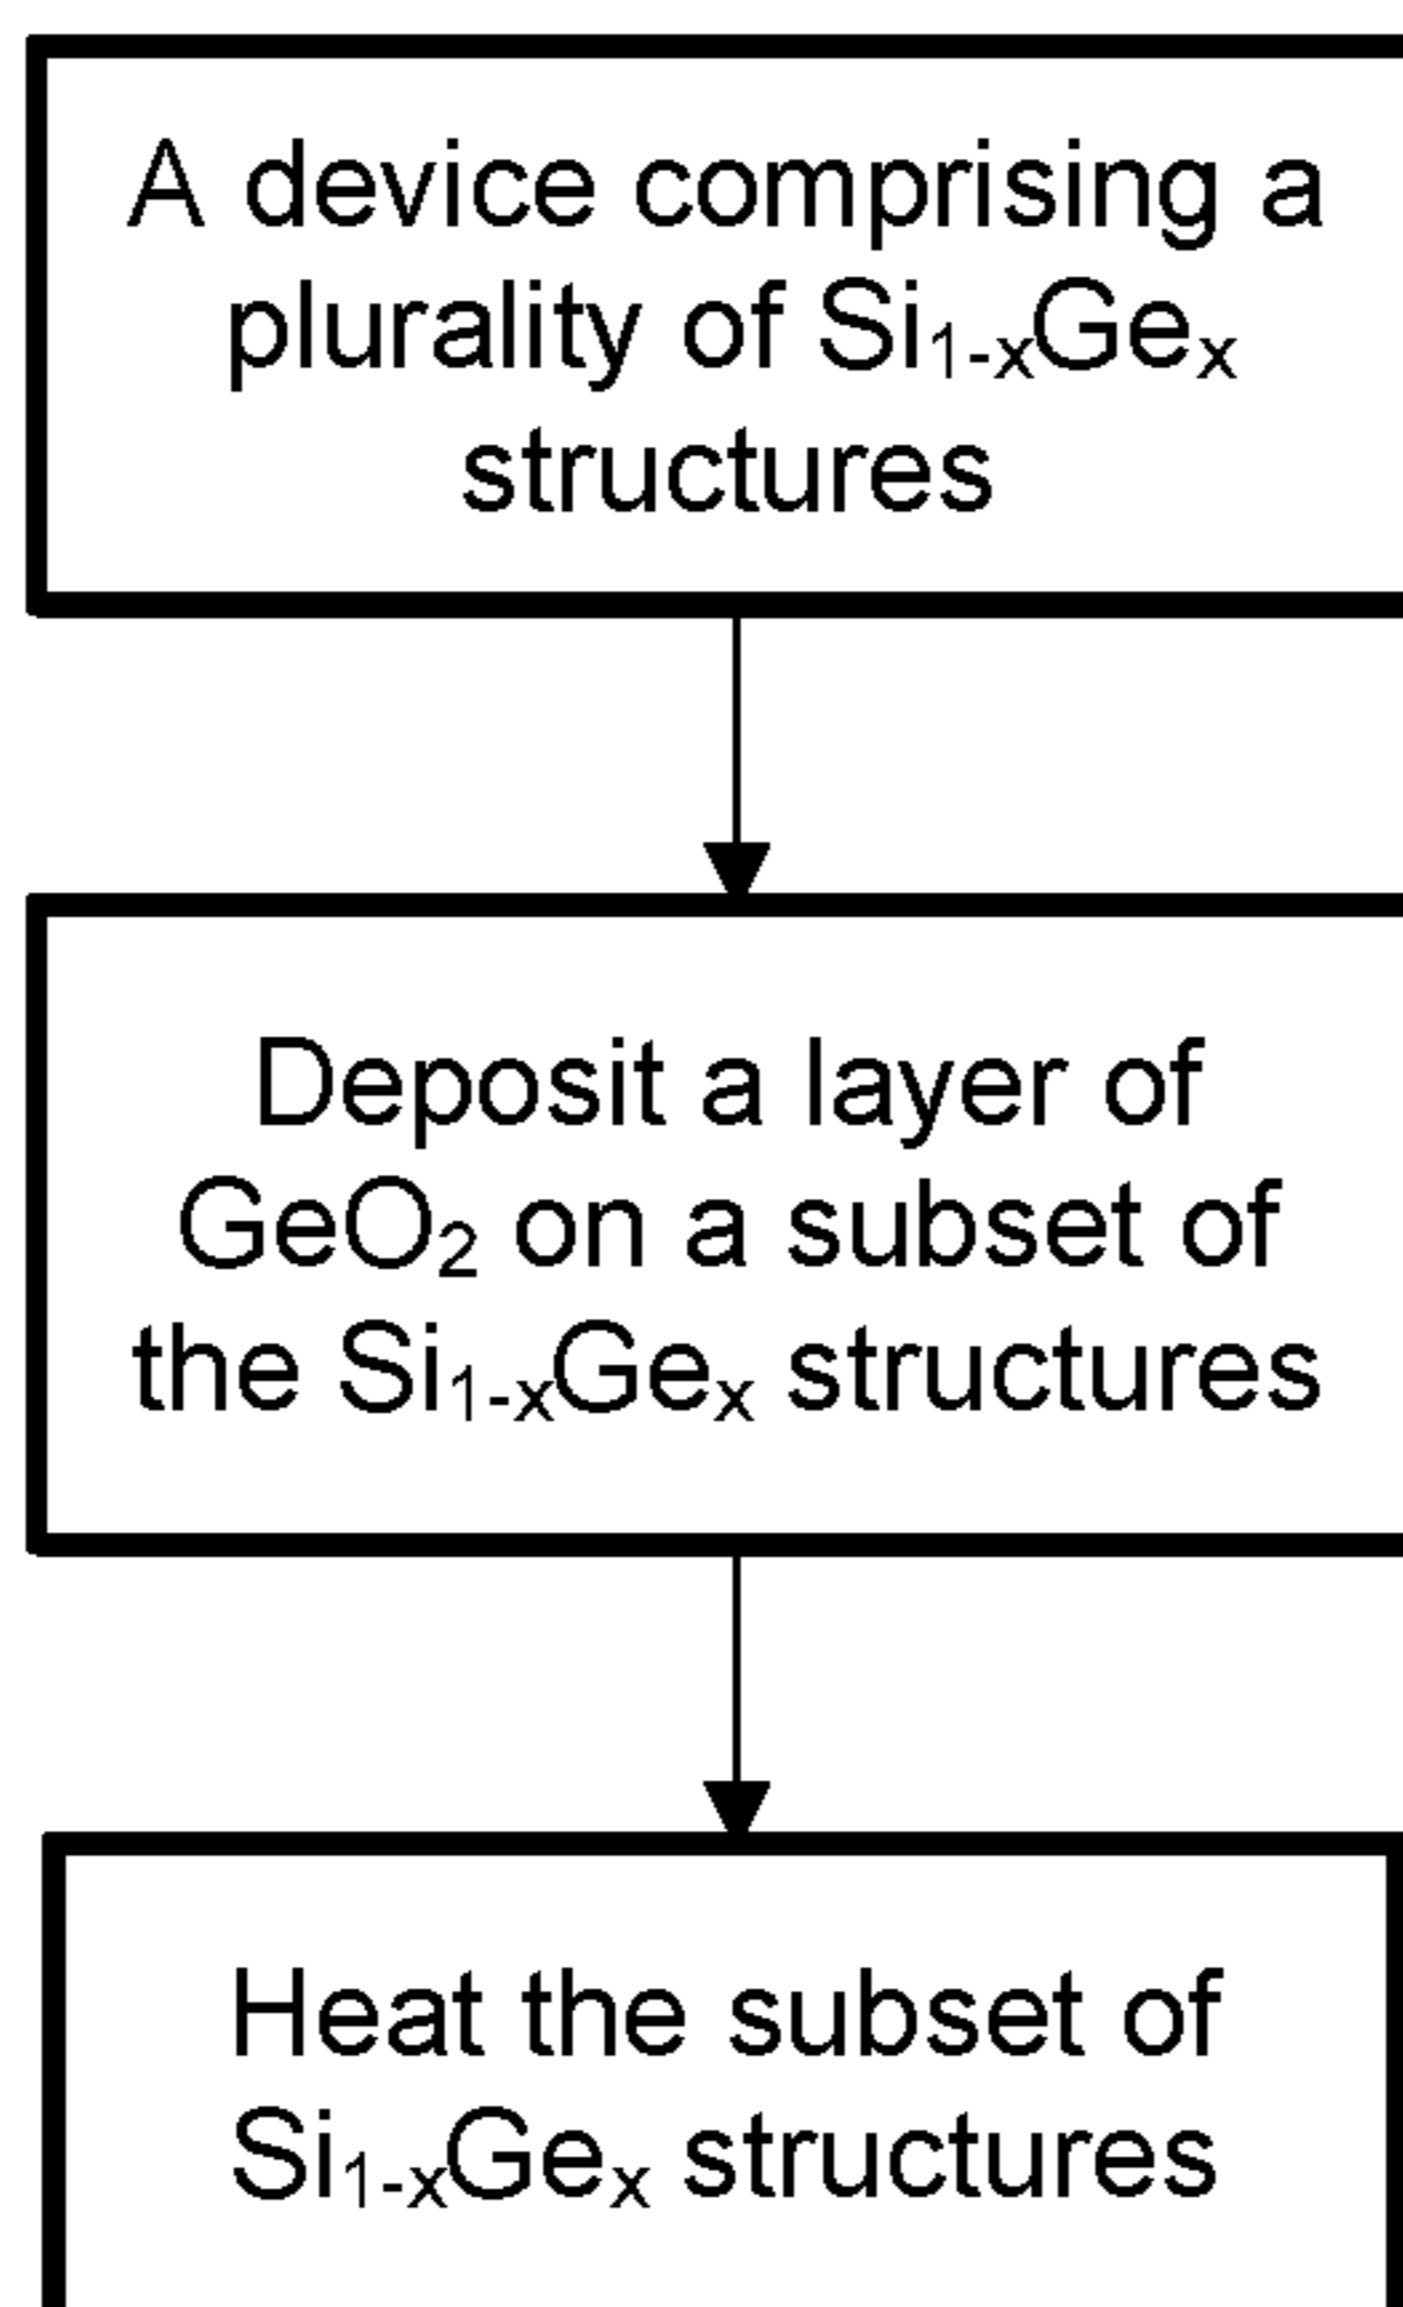 A device comprising a
plurality of Si₁₋ₓGeₓ
structures
Deposit a layer of
GeO₂ on a subset of
the Si₁₋ₓGeₓ structures
Heat the subset of
Si₁₋ₓGeₓ structures